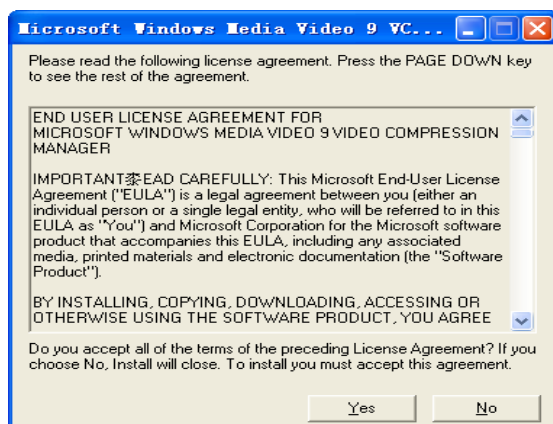 Microsoft Windows Media Video 9 VC...
Please read the following license agreement. Press the PAGE DOWN key
to see the rest of the agreement.
END USER LICENSE AGREEMENT FOR
MICROSOFT WINDOWS MEDIA VIDEO 9 VIDEO COMPRESSION
MANAGER
IMPORTANT桼EAD CAREFULLY: This Microsoft End-User License
Agreement ("EULA") is a legal agreement between you (either an
individual person or a single legal entity, who will be referred to in this
EULA as "You") and Microsoft Corporation for the Microsoft software
product that accompanies this EULA, including any associated
media, printed materials and electronic documentation (the "Software
Product").
BY INSTALLING, COPYING, DOWNLOADING, ACCESSING OR
OTHERWISE USING THE SOFTWARE PRODUCT, YOU AGREE
Do you accept all of the terms of the preceding License Agreement? If you
choose No, Install will close. To install you must accept this agreement.
Yes No